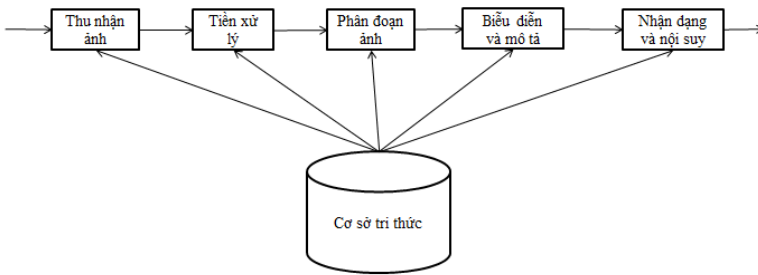 Thu nhận
ảnh
Tiền xử
lý
Phân đoạn
ảnh
Biễu diễn
và mô tả
Nhận dạng
và nội suy
Cơ sở tri thức